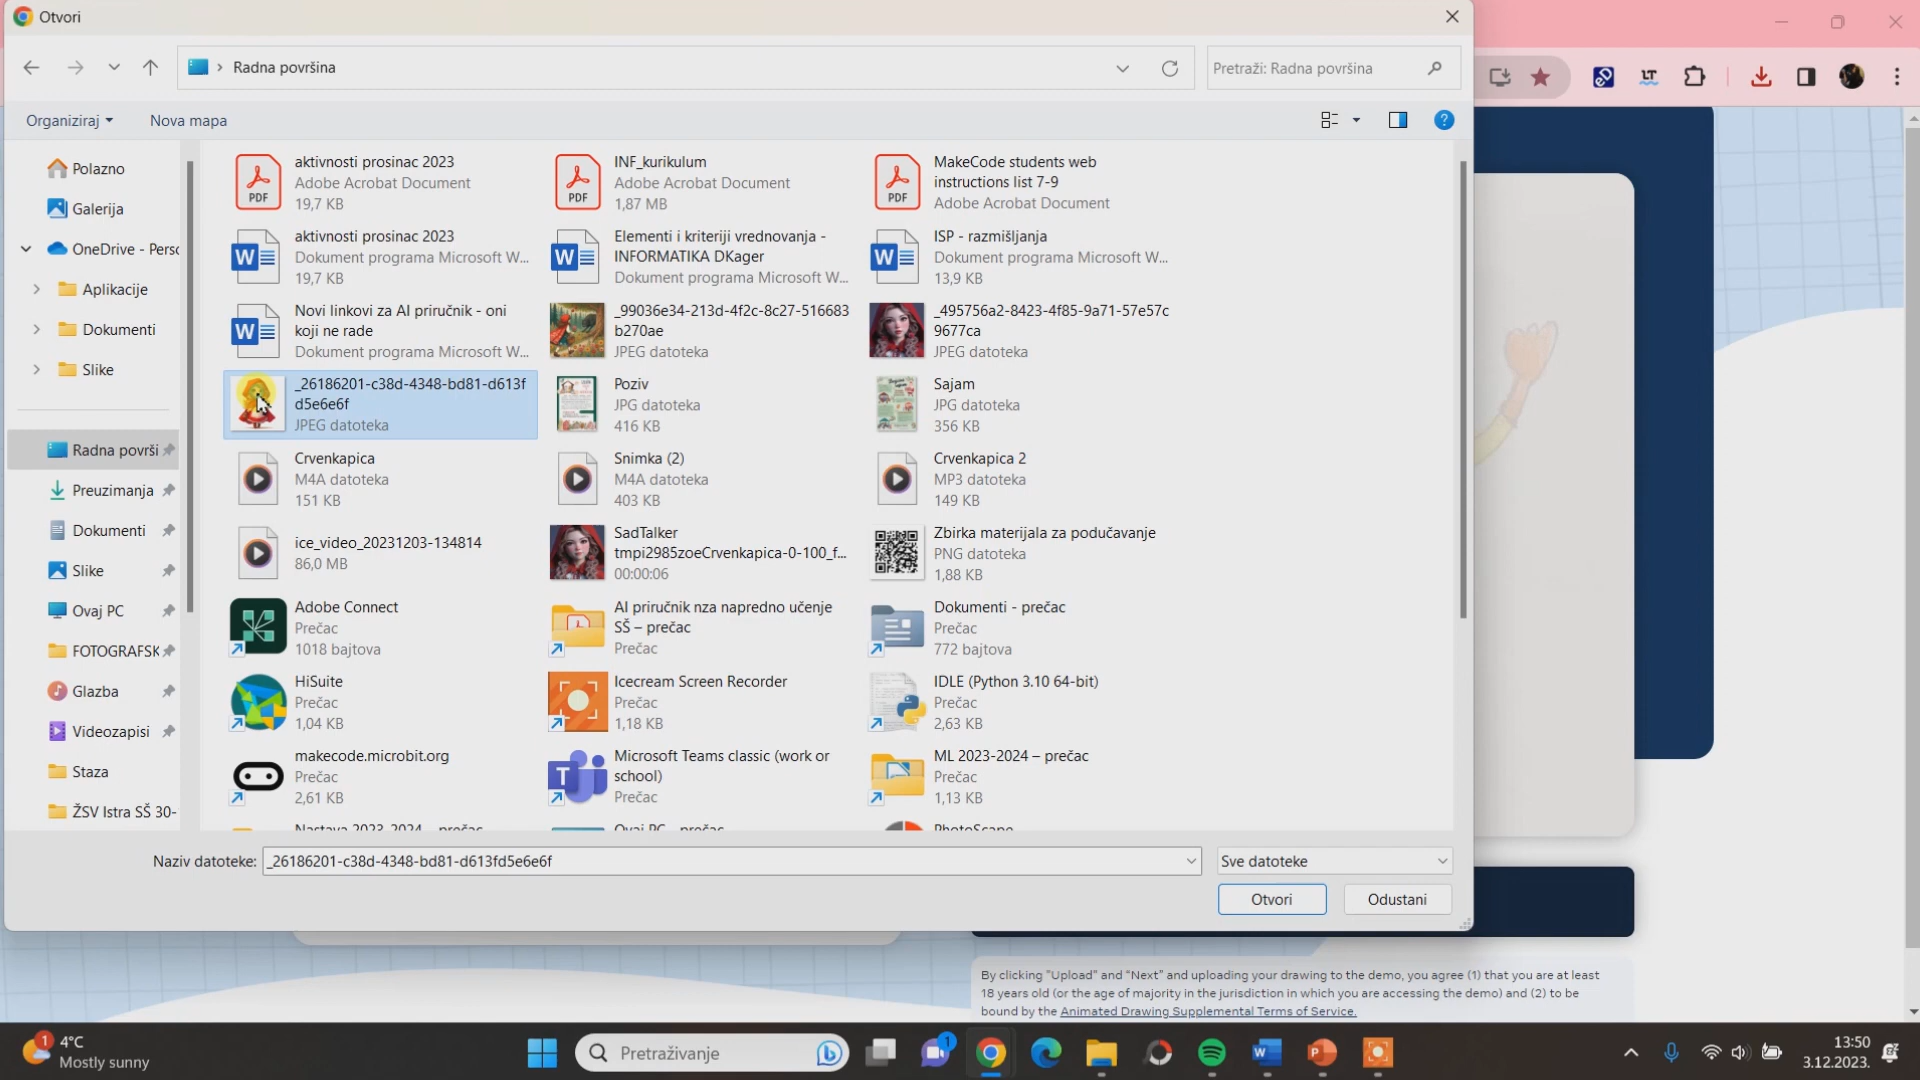 Otvori
Radna površina
Pretraži: Radna površina
Organiziraj
Nova mapa
Polazno
Galerija
OneDrive - Persc
Aplikacije
Dokumenti
Slike
Radna površi
Preuzimanja
Dokumenti
Slike
Ovaj PC
FOTOGRAFSK
Glazba
Videozapisi
Staza
ŽSV Istra SŠ 30-
aktivnosti prosinac 2023
Adobe Acrobat Document
19,7 KB
INF_kurikulum
Adobe Acrobat Document
1,87 MB
MakeCode students web
instructions list 7-9
Adobe Acrobat Document
aktivnosti prosinac 2023
Dokument programa Microsoft W...
19,7 KB
Elementi i kriteriji vrednovanja -
INFORMATIKA DKager
Dokument programa Microsoft W...
ISP - razmišljanja
Dokument programa Microsoft W...
13,9 KB
Novi linkovi za AI priručnik - oni
koji ne rade
Dokument programa Microsoft W...
_99036e34-213d-4f2c-8c27-516683
b270ae
JPEG datoteka
_495756a2-8423-4f85-9a71-57e57c
9677ca
JPEG datoteka
_26186201-c38d-4348-bd81-d613f
d5e6e6f
JPEG datoteka
Poziv
JPG datoteka
416 KB
Sajam
JPG datoteka
356 KB
Crvenkapica
M4A datoteka
151 KB
Snimka (2)
M4A datoteka
403 KB
Crvenkapica 2
MP3 datoteka
149 KB
ice_video_20231203-134814
86,0 MB
SadTalker
tmpi2985zoeCrvenkapica-0-100_f...
00:00:06
Zbirka materijala za podučavanje
PNG datoteka
1,88 KB
Adobe Connect
Prečac
1018 bajtova
AI priručnik nza napredno učenje
SŠ – prečac
Prečac
Dokumenti - prečac
Prečac
772 bajtova
HiSuite
Prečac
1,04 KB
Icecream Screen Recorder
Prečac
1,18 KB
IDLE (Python 3.10 64-bit)
Prečac
2,63 KB
makecode.microbit.org
Prečac
2,61 KB
Microsoft Teams classic (work or
school)
Prečac
ML 2023-2024 – prečac
Prečac
1,13 KB
Nastava 2023-2024 – prečac
Ovaj PC - prečac
PhotoScape
Naziv datoteke: _26186201-c38d-4348-bd81-d613fd5e6e6f
Sve datoteke
Otvori
Odustani
By clicking "Upload" and "Next" and uploading your drawing to the demo, you agree (1) that you are at least
18 years old (or the age of majority in the jurisdiction in which you are accessing the demo) and (2) to be
bound by the Animated Drawing Supplemental Terms of Service.
1
4°C
Mostly sunny
Pretraživanje
1
13:50
3.12.2023.